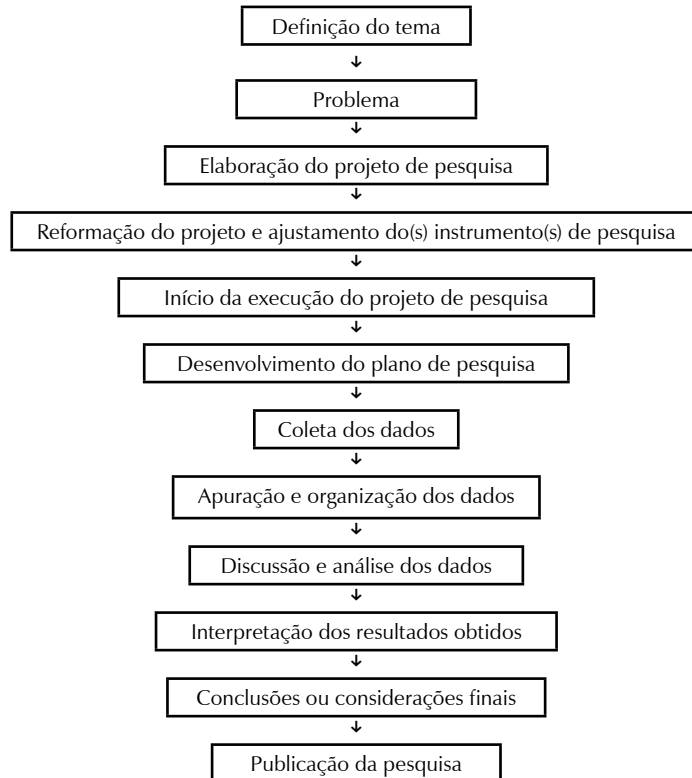 Definição do tema
Problema
Elaboração do projeto de pesquisa
Reformação do projeto e ajustamento do(s) instrumento(s) de pesquisa
Início da execução do projeto de pesquisa
Desenvolvimento do plano de pesquisa
Coleta dos dados
Apuração e organização dos dados
Discussão e análise dos dados
Interpretação dos resultados obtidos
Conclusões ou considerações finais
Publicação da pesquisa